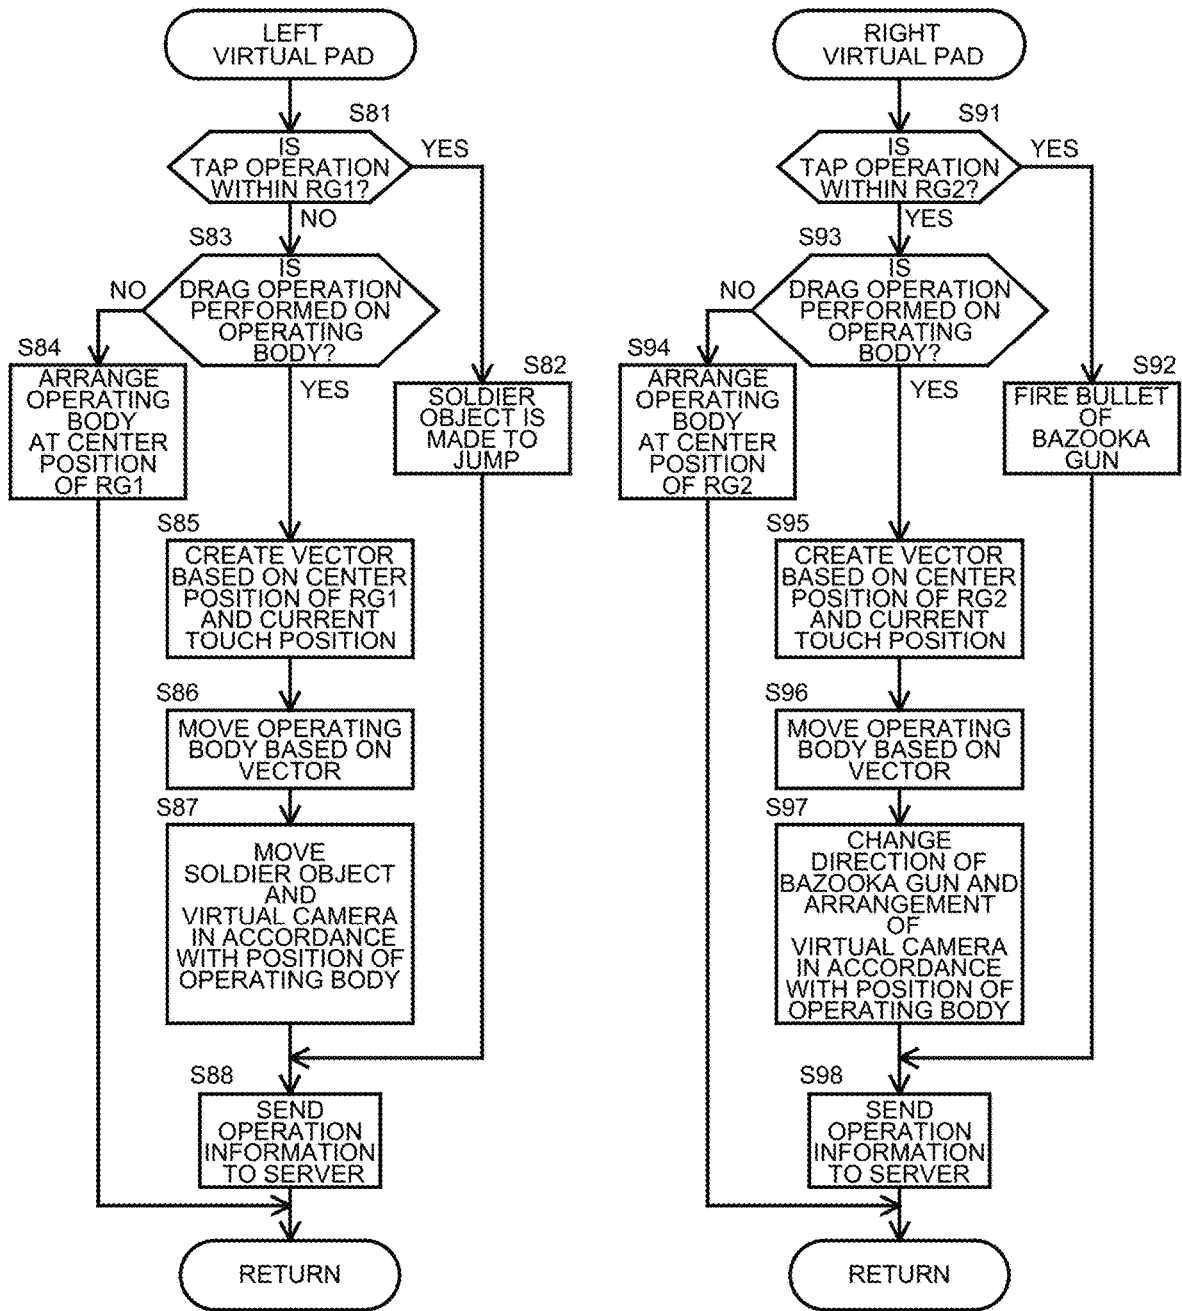 LEFT
VIRTUAL PAD
S81
IS
TAP OPERATION
WITHIN RG1?
YES
NO
S83
IS
DRAG OPERATION
PERFORMED ON
OPERATING
BODY?
NO
YES
S84
ARRANGE
OPERATING
BODY
AT CENTER
POSITION
OF RG1
S82
SOLDIER
OBJECT IS
MADE TO
JUMP
S85
CREATE VECTOR
BASED ON CENTER
POSITION OF RG1
AND CURRENT
TOUCH POSITION
S86
MOVE OPERATING
BODY BASED ON
VECTOR
S87
MOVE
SOLDIER OBJECT
AND
VIRTUAL CAMERA
IN ACCORDANCE
WITH POSITION OF
OPERATING BODY
S88
SEND
OPERATION
INFORMATION
TO SERVER
RETURN
RIGHT
VIRTUAL PAD
S91
IS
TAP OPERATION
WITHIN RG2?
YES
YES
S93
IS
DRAG OPERATION
PERFORMED ON
OPERATING
BODY?
NO
YES
S94
ARRANGE
OPERATING
BODY
AT CENTER
POSITION
OF RG2
S92
FIRE BULLET
OF
BAZOOKA
GUN
S95
CREATE VECTOR
BASED ON CENTER
POSITION OF RG2
AND CURRENT
TOUCH POSITION
S96
MOVE OPERATING
BODY BASED ON
VECTOR
S97
CHANGE
DIRECTION OF
BAZOOKA GUN AND
ARRANGEMENT
OF
VIRTUAL CAMERA
IN ACCORDANCE
WITH POSITION OF
OPERATING BODY
S98
SEND
OPERATION
INFORMATION
TO SERVER
RETURN